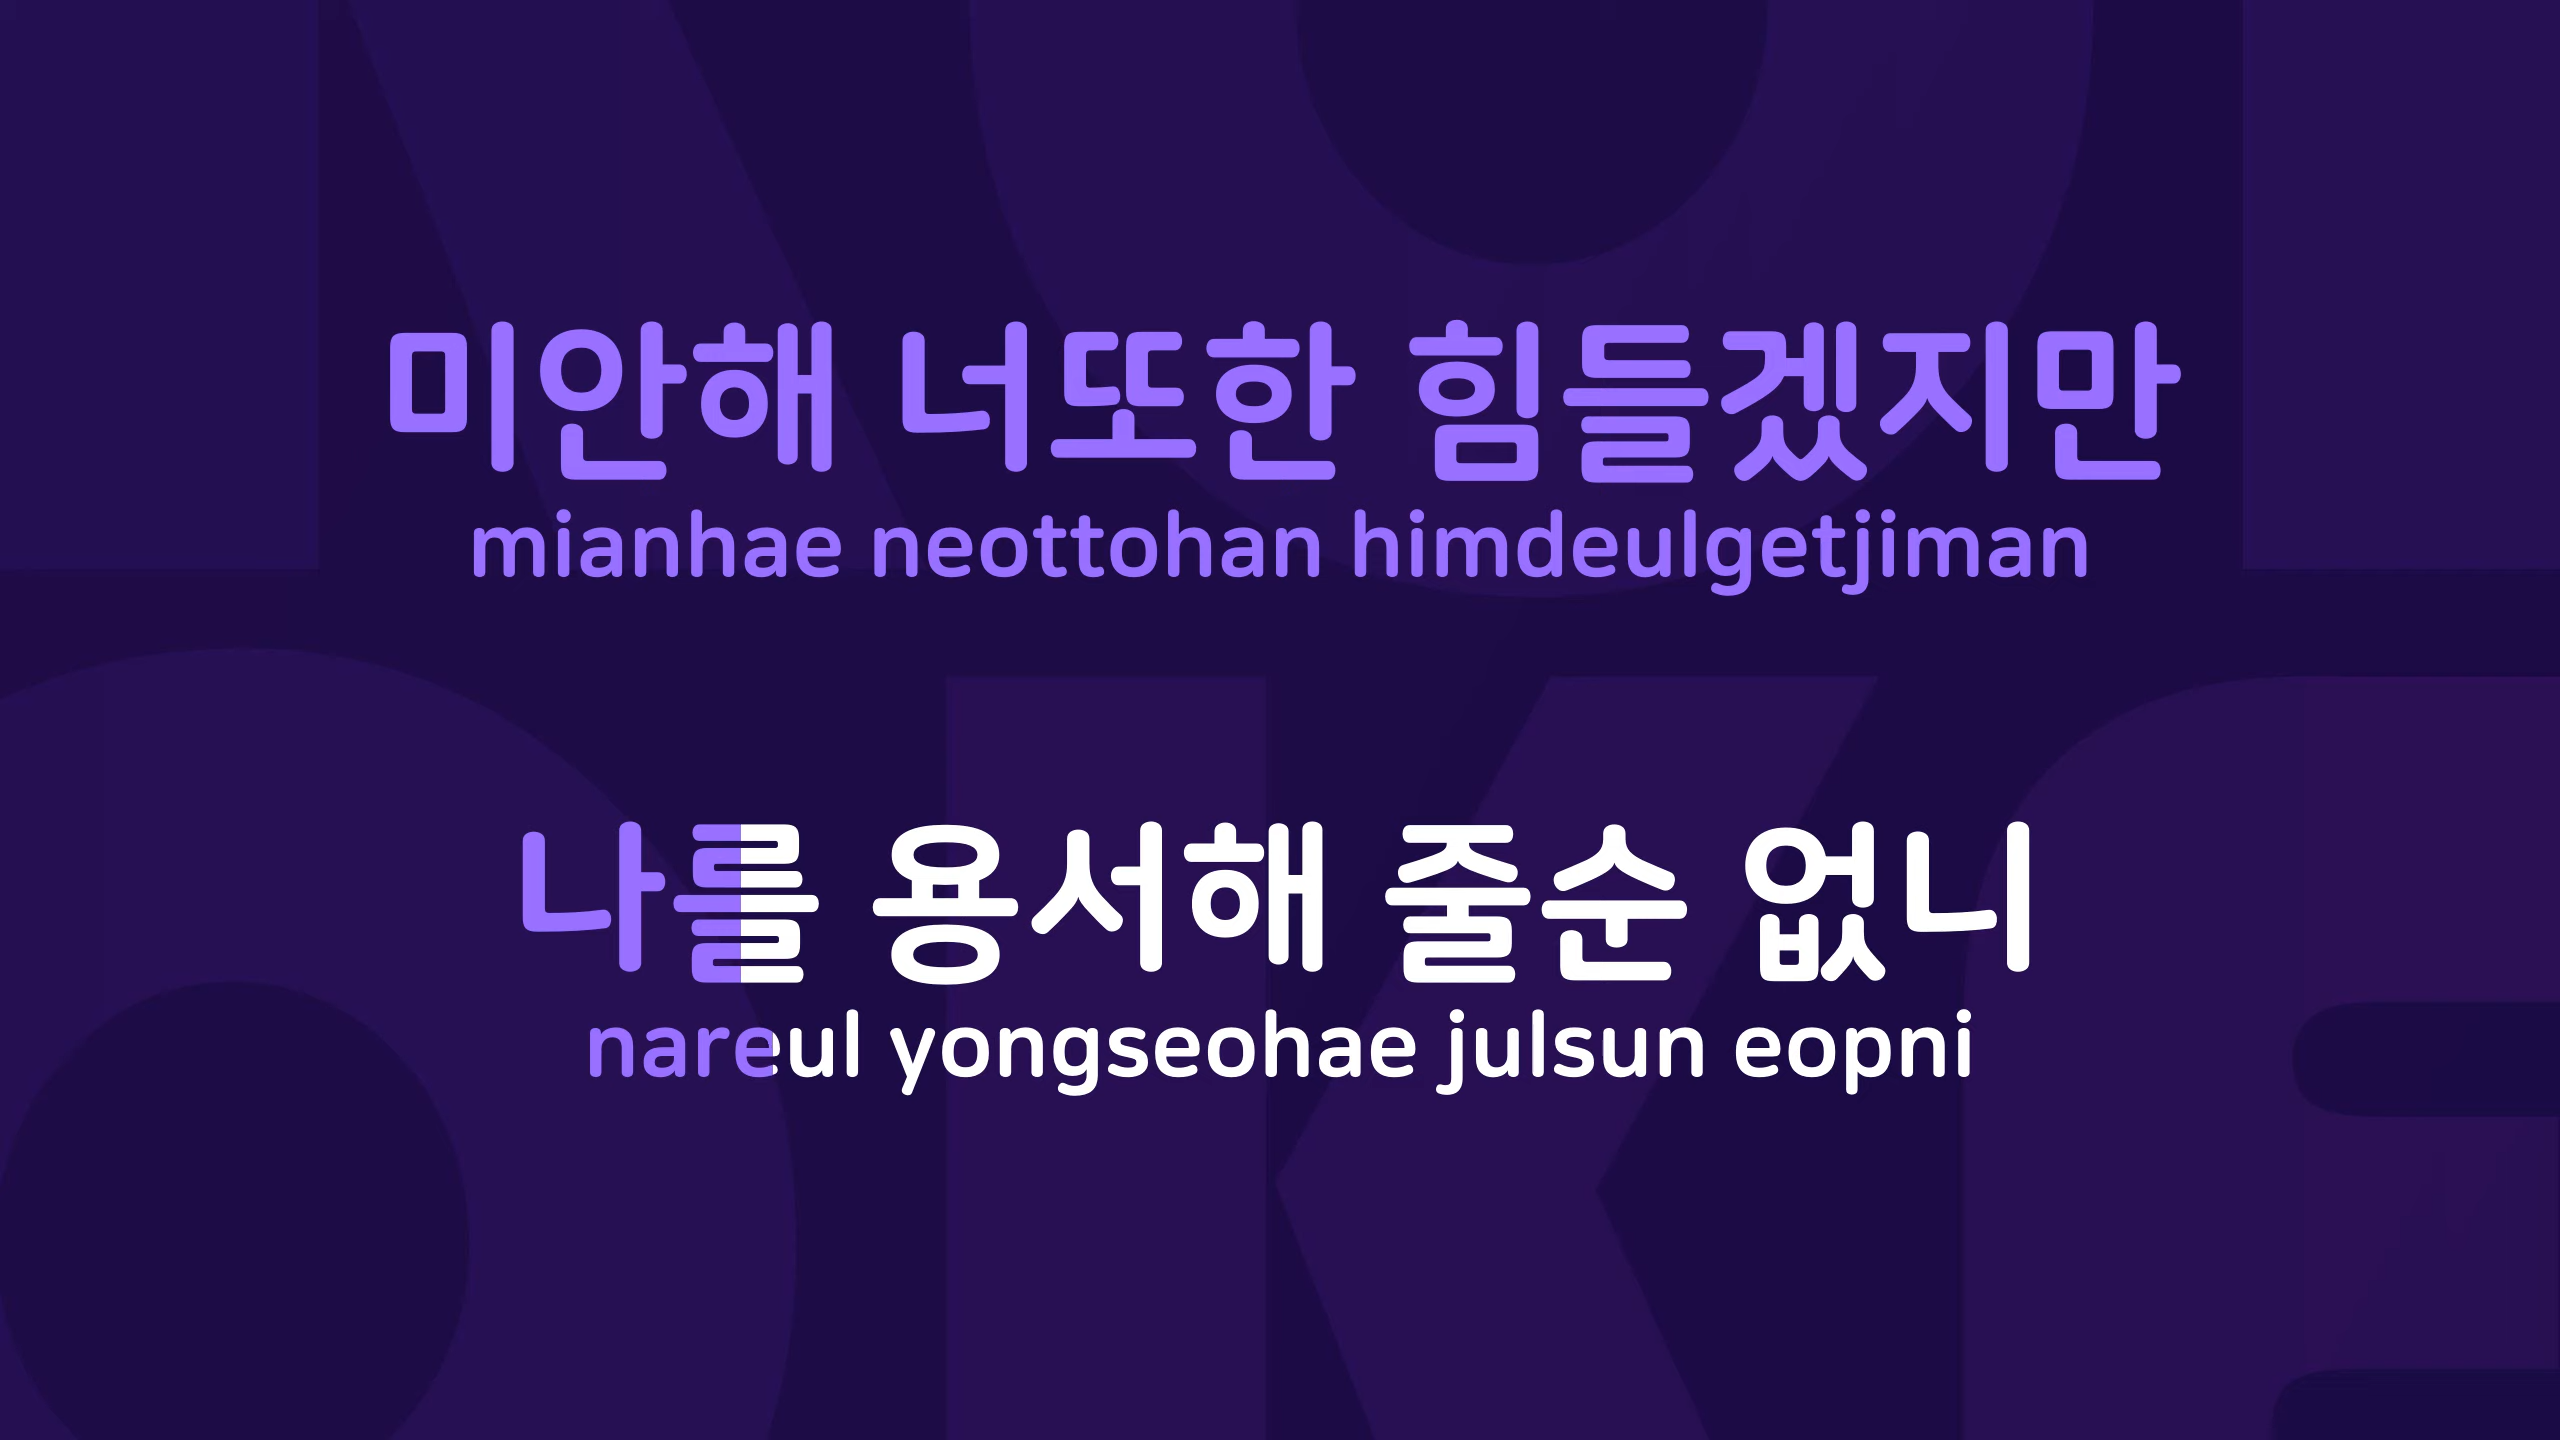 미안해 너또한 힘들겠지만
mianhae neottohan himdeulgetjiman
나를 용서해 줄순 없니
nareul yongseohae julsun eopni